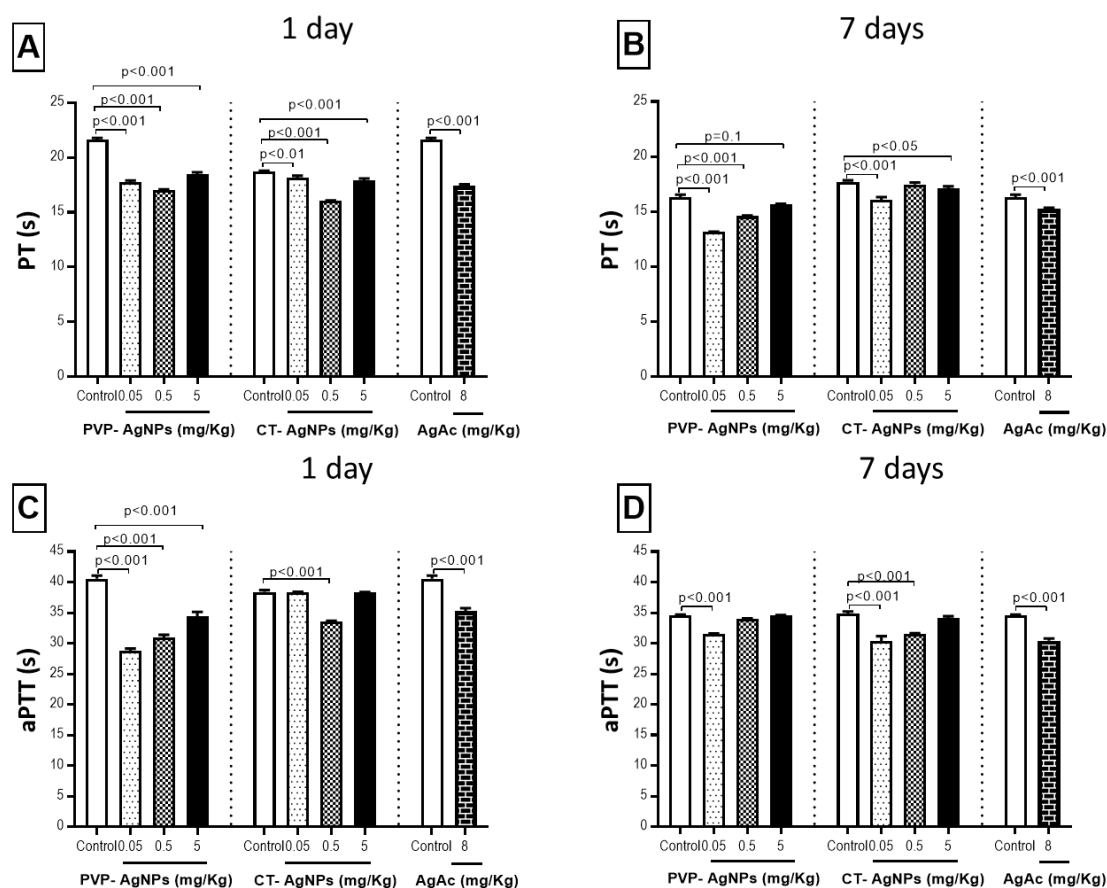 A
1 day
p<0.001
p<0.001
p<0.001
p<0.001
p<0.001
p<0.01
p<0.001
PT (s)
25
20
15
10
5
0
Control 0.05 0.5 5 Control 0.05 0.5 5 Control 8
PVP- AgNPs (mg/Kg) CT- AgNPs (mg/Kg) AgAc (mg/Kg)
B
7 days
p=0.1
p<0.001
p<0.001
p<0.05
p<0.001
p<0.001
PT (s)
25
20
15
10
5
0
Control 0.05 0.5 5 Control 0.05 0.5 5 Control 8
PVP- AgNPs (mg/Kg) CT- AgNPs (mg/Kg) AgAc (mg/Kg)
C
1 day
p<0.001
p<0.001
p<0.001
p<0.001
p<0.001
aPTT (s)
45
40
35
30
25
20
15
10
5
0
Control 0.05 0.5 5 Control 0.05 0.5 5 Control 8
PVP- AgNPs (mg/Kg) CT- AgNPs (mg/Kg) AgAc (mg/Kg)
D
7 days
p<0.001
p<0.001
p<0.001
p<0.001
aPTT (s)
45
40
35
30
25
20
15
10
5
0
Control 0.05 0.5 5 Control 0.05 0.5 5 Control 8
PVP- AgNPs (mg/Kg) CT- AgNPs (mg/Kg) AgAc (mg/Kg)